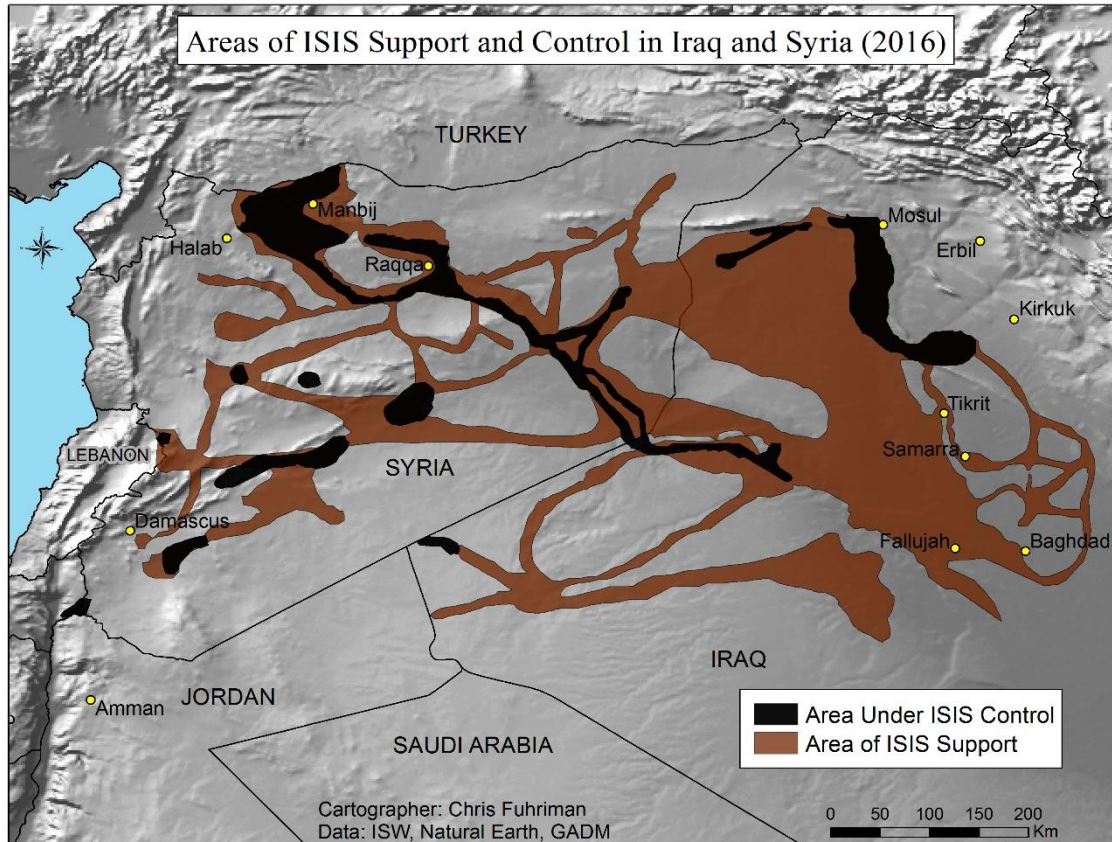 Areas of ISIS Support and Control in Iraq and Syria (2016)
TURKEY
Manbij
Halab
Raqqa
Mosul
Erbil
Kirkuk
Tikrit
Samarra
LEBANON
SYRIA
Damascus
Fallujah
Baghdad
IRAQ
Amman
JORDAN
SAUDI ARABIA
Area Under ISIS Control
Area of ISIS Support
Cartographer: Chris Fuhriman
Data: ISW, Natural Earth, GADM
0 50 100 150 200
Km